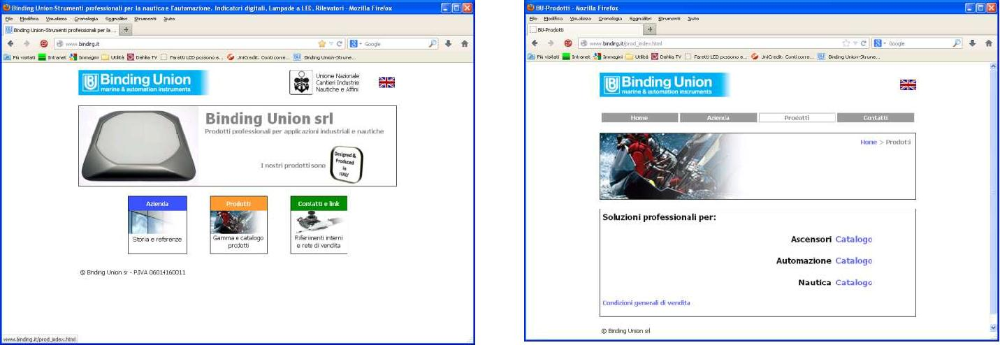 Binding Union-Strumenti professionali per la nautica e l'automazione. Indicatori digitali, Lampade a LED, Rilevatori - Mozilla Firefox
File Modifica Visualizza Cronologia Segnalibri Strumenti Aiuto
Binding Union-Strumenti professionali per la ...
www.binding.it
Google
Più visitati Intranet Immagini Utilità Dahlia TV Faretti LCD possono e... UniCredit: Conti corre... Binding Union-Strume...
Binding Union
marine & automation instruments
UCINA
Unione Nazionale
Cantieri Industrie
Nautiche e Affini
Binding Union srl
Prodotti professionali per applicazioni industriali e nautiche
I nostri prodotti sono
Designed &
Produced
in
ITALY
Azienda
Storia e referenze
Prodotti
Gamma e catalogo
prodotti
Contatti e link
Riferimenti interni
e rete di vendita
© Binding Union sr - P.IVA 06014160011
www.binding.it/prod_index.html
BU-Prodotti - Mozilla Firefox
File Modifica Visualizza Cronologia Segnalibri Strumenti Aiuto
BU-Prodotti
www.binding.it/prod_index.html
Google
Più visitati Intranet Immagini Utilità Dahlia TV Faretti LCD possono e... UniCredit: Conti corre... Binding Union-Strume...
Binding Union
marine & automation instruments
Home Azienda Prodotti Contatti
Home > Prodotti
Soluzioni professionali per:
Ascensori Catalogo
Automazione Catalogo
Nautica Catalogo
Condizioni generali di vendita
© Binding Union srl